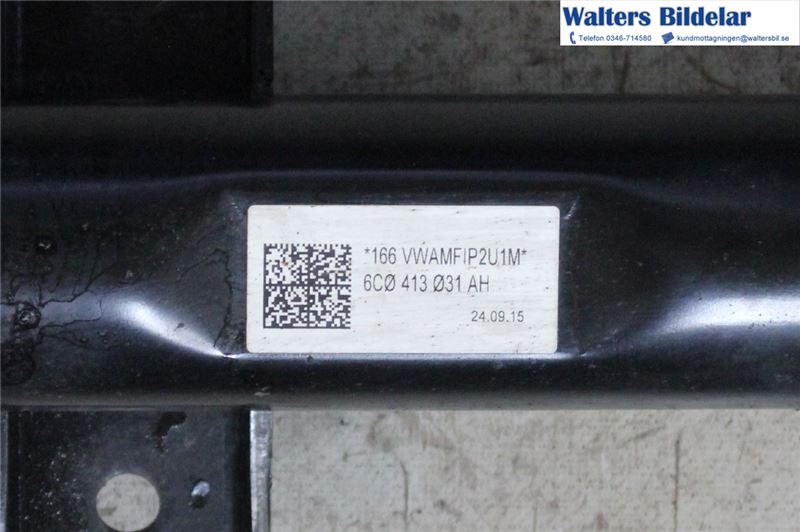 Walters Bildelar
Telefon 0346-714580 kundmottagningen@waltersbil.se
*166 VWAMFIP2U1M*
6CØ 413 Ø31 AH
24.09.15